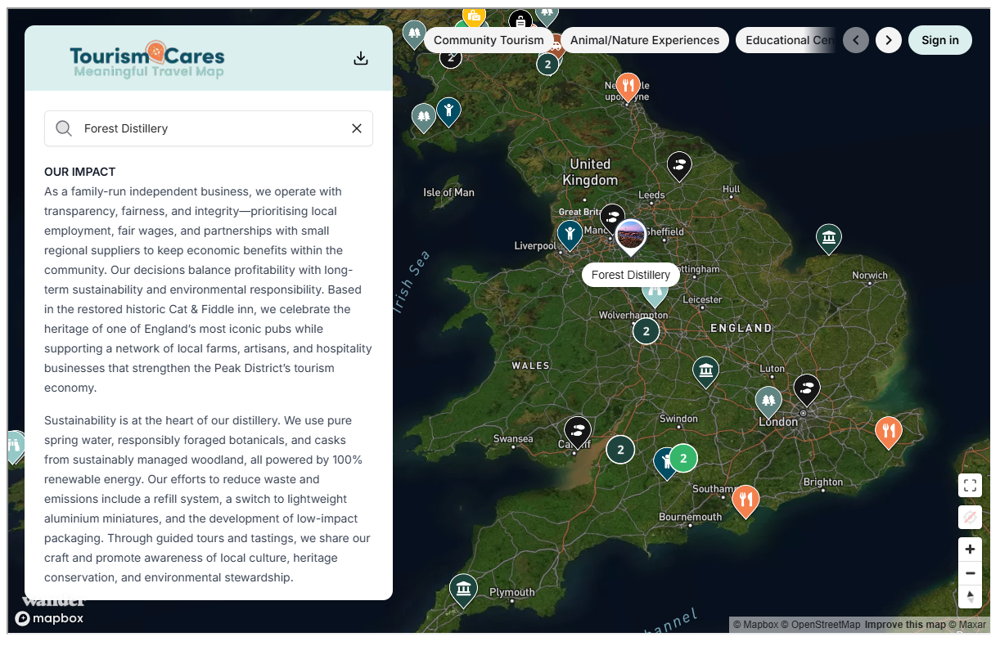 Tourism Cares
Meaningful Travel Map
Forest Distillery
OUR IMPACT
As a family-run independent business, we operate with
transparency, fairness, and integrity—prioritising local
employment, fair wages, and partnerships with small
regional suppliers to keep economic benefits within the
community. Our decisions balance profitability with long-
term sustainability and environmental responsibility. Based
in the restored historic Cat & Fiddle inn, we celebrate the
heritage of one of England’s most iconic pubs while
supporting a network of local farms, artisans, and hospitality
businesses that strengthen the Peak District’s tourism
economy.
Sustainability is at the heart of our distillery. We use pure
spring water, responsibly foraged botanicals, and casks
from sustainably managed woodland, all powered by 100%
renewable energy. Our efforts to reduce waste and
emissions include a refill system, a switch to lightweight
aluminium miniatures, and the development of low-impact
packaging. Through guided tours and tastings, we share our
craft and promote awareness of local culture, heritage
conservation, and environmental stewardship.
wander
mapbox
Community Tourism
Animal/Nature Experiences
Educational Cen
Sign in
2
2
United
Kingdom
Isle of Man
Leeds
Hull
Sheffield
Liverpool
Irish Sea
Forest Distillery
Norwich
Leicester
Wolverhampton
2
ENGLAND
WALES
Luton
London
Swindon
Swansea
2
2
Brighton
Bournemouth
Plymouth
© Mapbox © OpenStreetMap Improve this map © Maxar